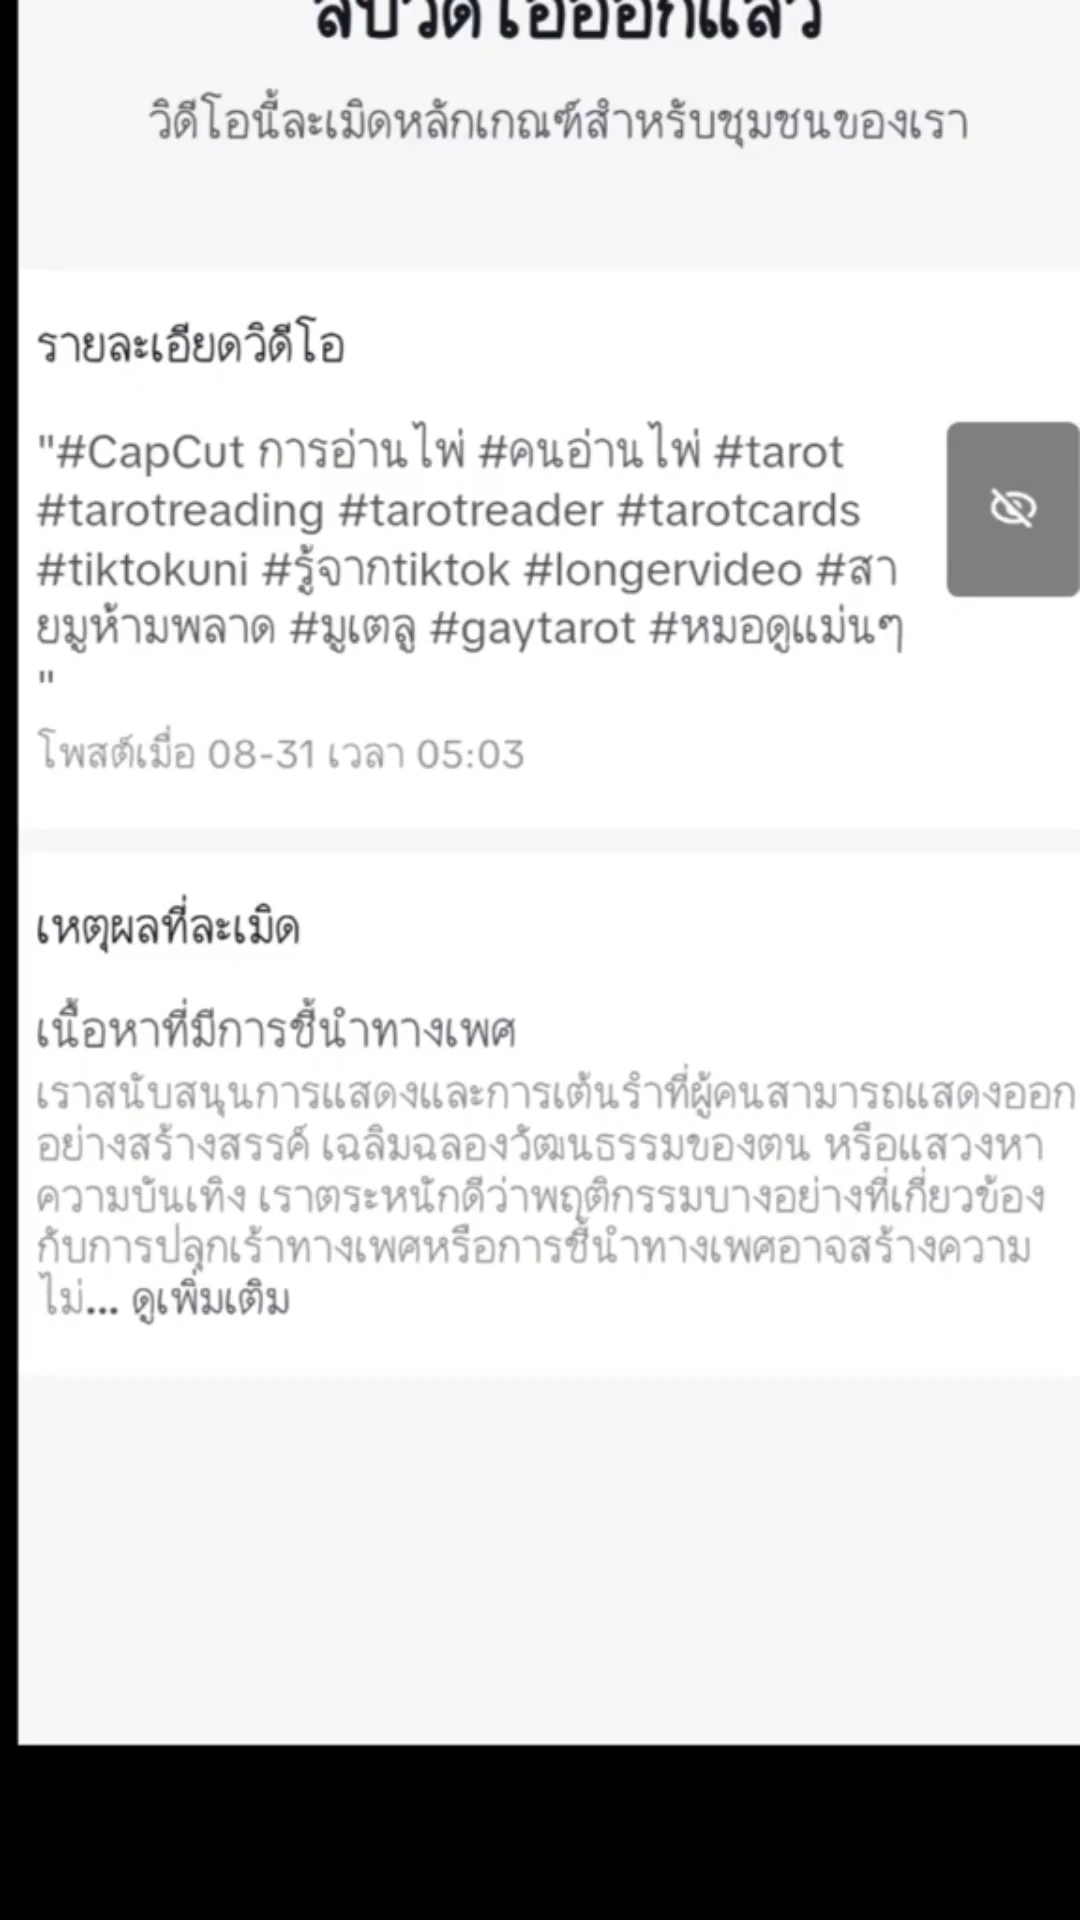 ลบวิดีโอออกแล้ว
วิดีโอนี้ละเมิดหลักเกณฑ์สำหรับชุมชนของเรา
รายละเอียดวิดีโอ
"#CapCut การอ่านไพ่ #คนอ่านไพ่ #tarot
#tarotreading #tarotreader #tarotcards
#tiktokuni #รู้จากtiktok #longervideo #สา
ยมูห้ามพลาด #มูเตลู #gaytarot #หมอดูแม่นๆ
"
โพสต์เมื่อ 08-31 เวลา 05:03
เหตุผลที่ละเมิด
เนื้อหาที่มีการชี้นำทางเพศ
เราสนับสนุนการแสดงและการเต้นรำที่ผู้คนสามารถแสดงออก
อย่างสร้างสรรค์ เฉลิมฉลองวัฒนธรรมของตน หรือแสวงหา
ความบันเทิง เราตระหนักดีว่าพฤติกรรมบางอย่างที่เกี่ยวข้อง
กับการปลุกเร้าทางเพศหรือการชี้นำทางเพศอาจสร้างความ
ไม่... ดูเพิ่มเติม